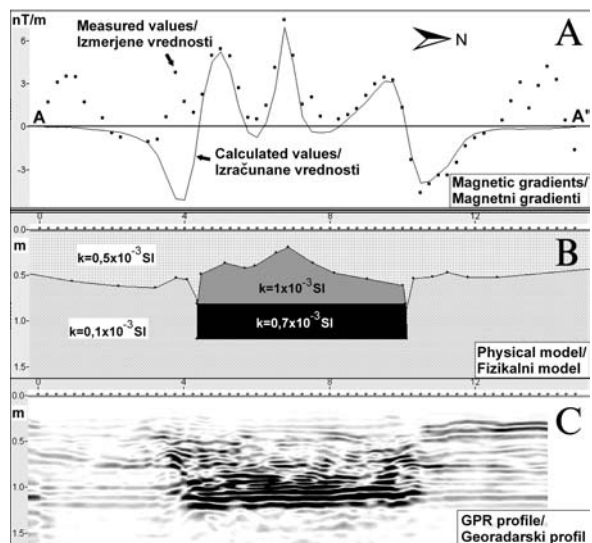 nT/m
Measured values/
Izmerjene vrednosti
N
A
6
3
A
0
A''
-3
Calculated values/
Izračunane vrednosti
Magnetic gradients/
Magnetni gradienti
0 4 8 12
0.0
m
B
k=0,5x10⁻³SI
0.5
k=1x10⁻³SI
k=0,7x10⁻³SI
1.0
k=0,1x10⁻³SI
1.5
Physical model/
Fizikalni model
0 4 8 12
0.0
m
C
0.5
1.0
1.5
GPR profile/
Georadarski profil